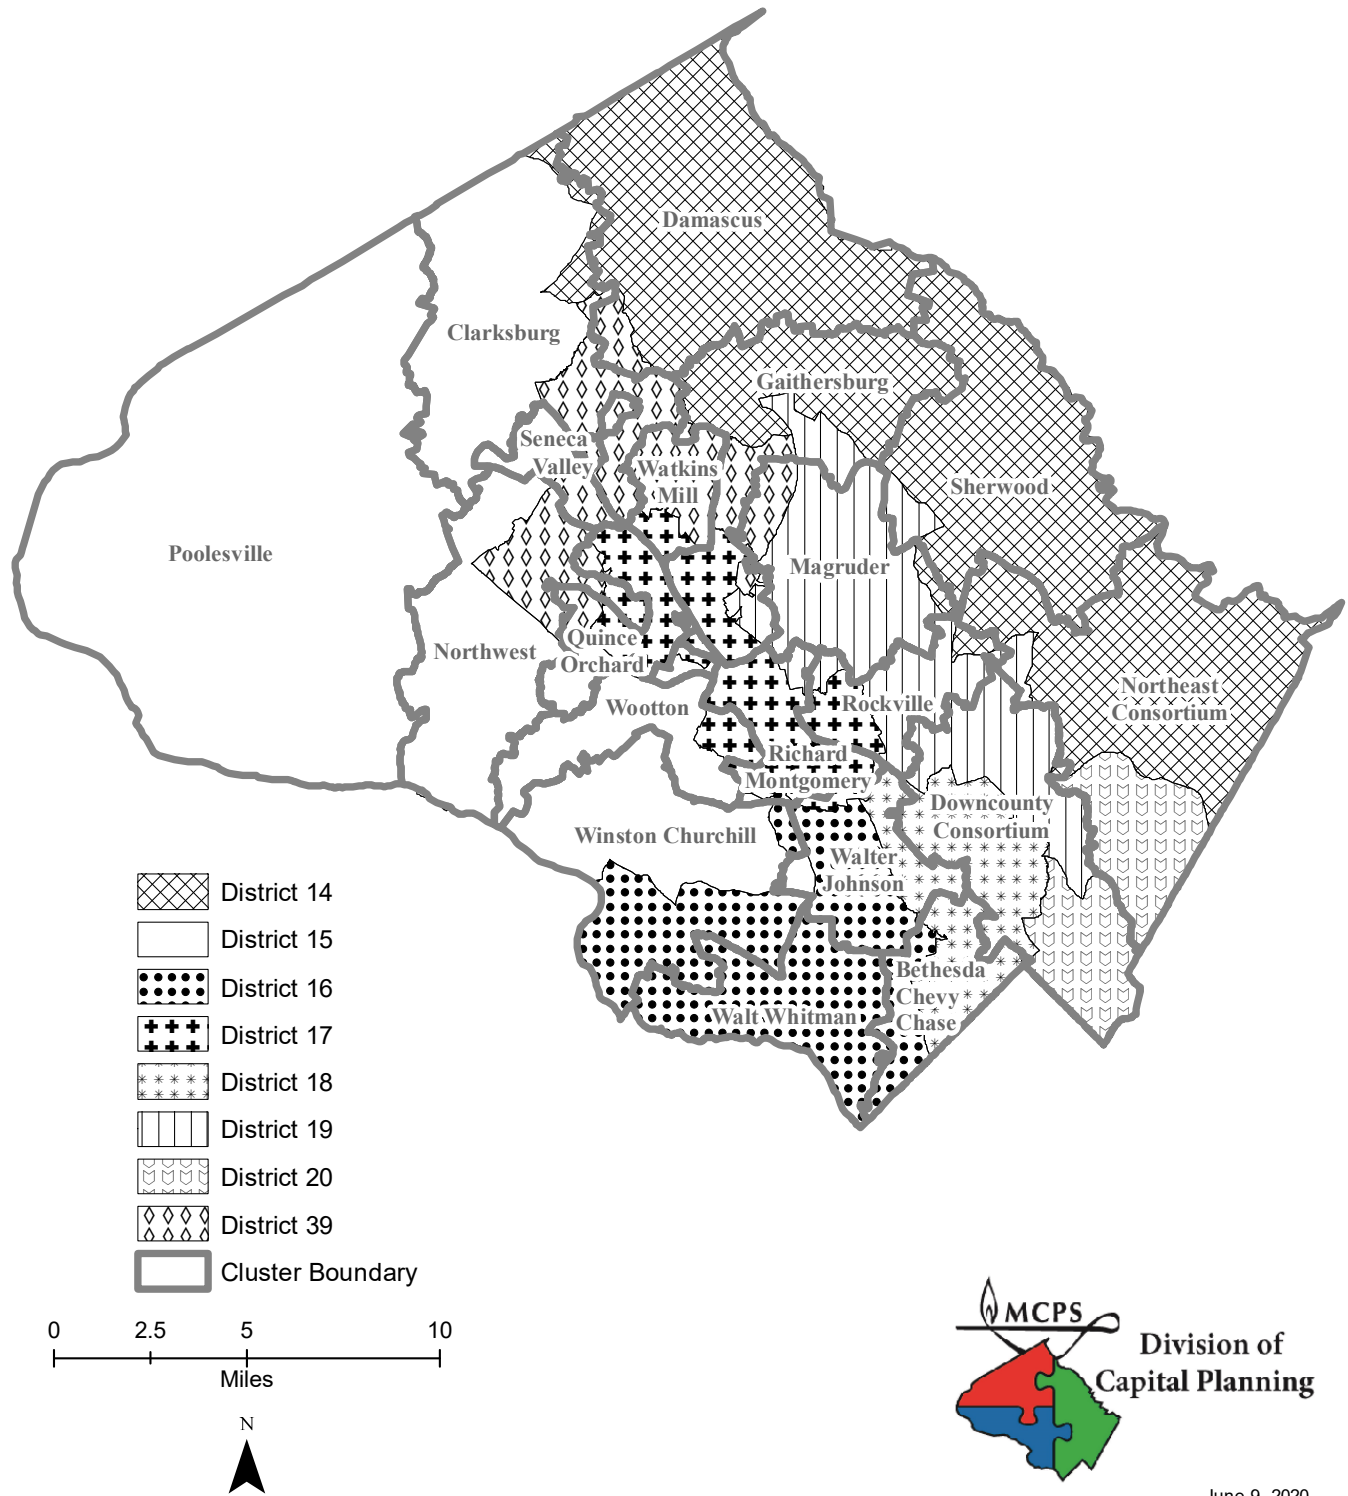 Damascus
Clarksburg
Gaithersburg
Seneca
Valley
Watkins
Mill
Sherwood
Poolesville
Magruder
Quince
Orchard
Northwest
Northeast
Consortium
Wootton
Rockville
Richard
Montgomery
Downcounty
Consortium
Winston Churchill
Walter
Johnson
Bethesda
Chevy
Chase
Walt Whitman
District 14
District 15
District 16
District 17
District 18
District 19
District 20
District 39
Cluster Boundary
0 2.5 5 10
Miles
N
MCPS
Division of
Capital Planning
June 9, 2020